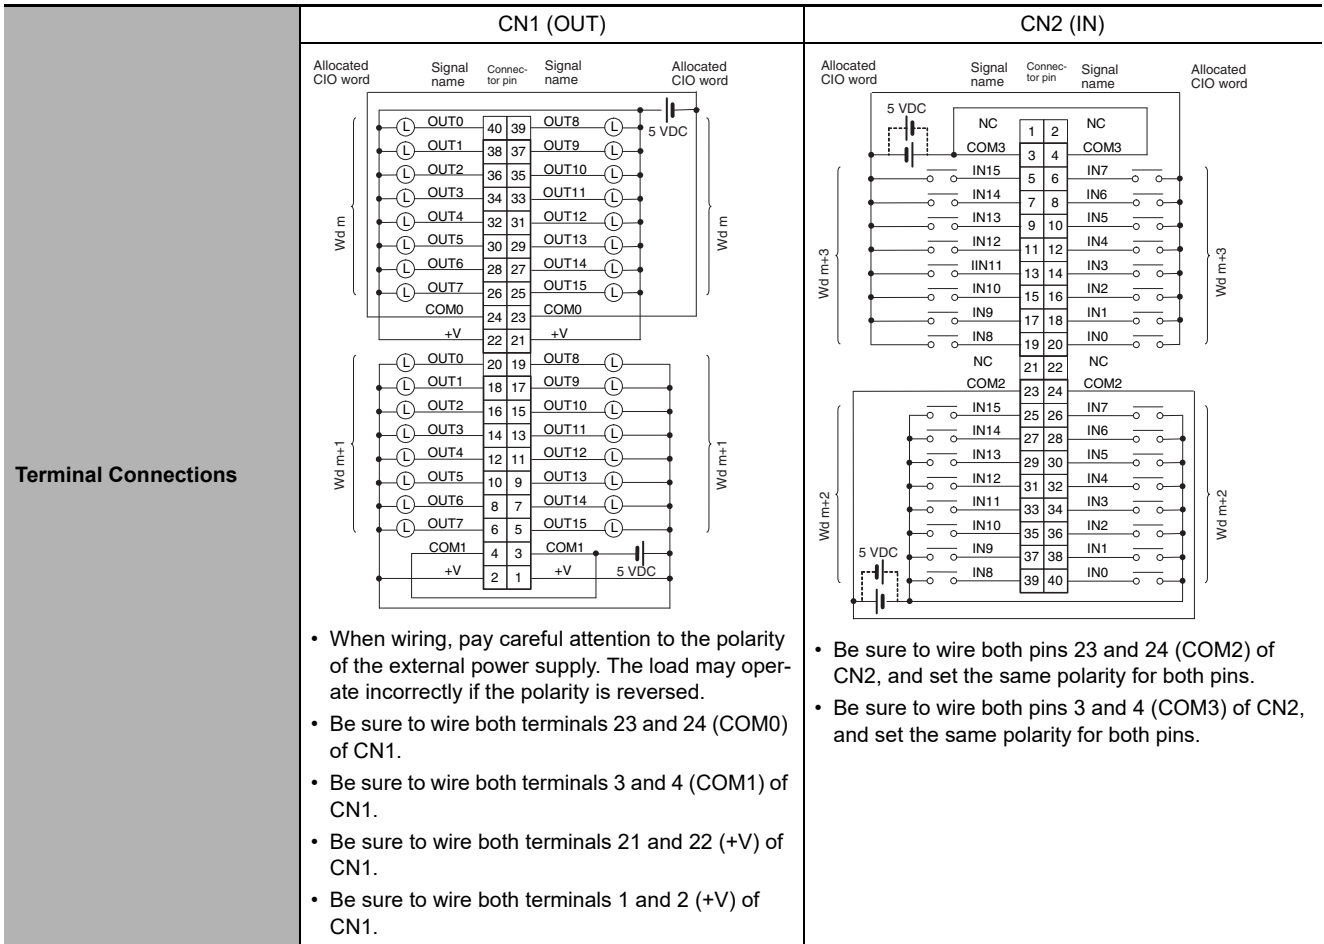 CN1 (OUT)
CN2 (IN)
Terminal Connections
Allocated CIO word
Signal name
Connec-
tor pin
Signal name
Allocated CIO word
5 VDC
Wd m
OUT0 40 39 OUT8
OUT1 38 37 OUT9
OUT2 36 35 OUT10
OUT3 34 33 OUT11
OUT4 32 31 OUT12
OUT5 30 29 OUT13
OUT6 28 27 OUT14
OUT7 26 25 OUT15
COM0 24 23 COM0
+V 22 21 +V
Wd m
Wd m+1
L OUT0 20 19 OUT8 L
L OUT1 18 17 OUT9 L
L OUT2 16 15 OUT10 L
L OUT3 14 13 OUT11 L
L OUT4 12 11 OUT12 L
L OUT5 10 9 OUT13 L
L OUT6 8 7 OUT14 L
L OUT7 6 5 OUT15 L
COM1 4 3 COM1
+V 2 1 +V
5 VDC
Wd m+1
• When wiring, pay careful attention to the polarity
of the external power supply. The load may oper-
ate incorrectly if the polarity is reversed.
• Be sure to wire both terminals 23 and 24 (COM0)
of CN1.
• Be sure to wire both terminals 3 and 4 (COM1) of
CN1.
• Be sure to wire both terminals 21 and 22 (+V) of
CN1.
• Be sure to wire both terminals 1 and 2 (+V) of
CN1.
Allocated CIO word
Signal name
Connec-
tor pin
Signal name
Allocated CIO word
5 VDC
NC 1 2 NC
COM3 3 4 COM3
Wd m+3
IN15 5 6 IN7
IN14 7 8 IN6
IN13 9 10 IN5
IN12 11 12 IN4
IIN11 13 14 IN3
IN10 15 16 IN2
IN9 17 18 IN1
IN8 19 20 IN0
Wd m+3
NC 21 22 NC
COM2 23 24 COM2
Wd m+2
IN15 25 26 IN7
IN14 27 28 IN6
IN13 29 30 IN5
IN12 31 32 IN4
IN11 33 34 IN3
IN10 35 36 IN2
IN9 37 38 IN1
IN8 39 40 IN0
5 VDC
Wd m+2
• Be sure to wire both pins 23 and 24 (COM2) of
CN2, and set the same polarity for both pins.
• Be sure to wire both pins 3 and 4 (COM3) of CN2,
and set the same polarity for both pins.